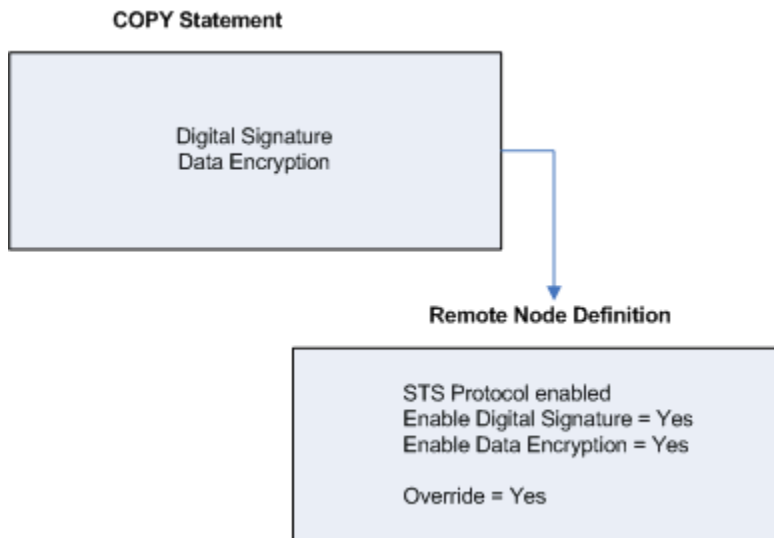 COPY Statement
Digital Signature
Data Encryption
Remote Node Definition
STS Protocol enabled
Enable Digital Signature = Yes
Enable Data Encryption = Yes
Override = Yes